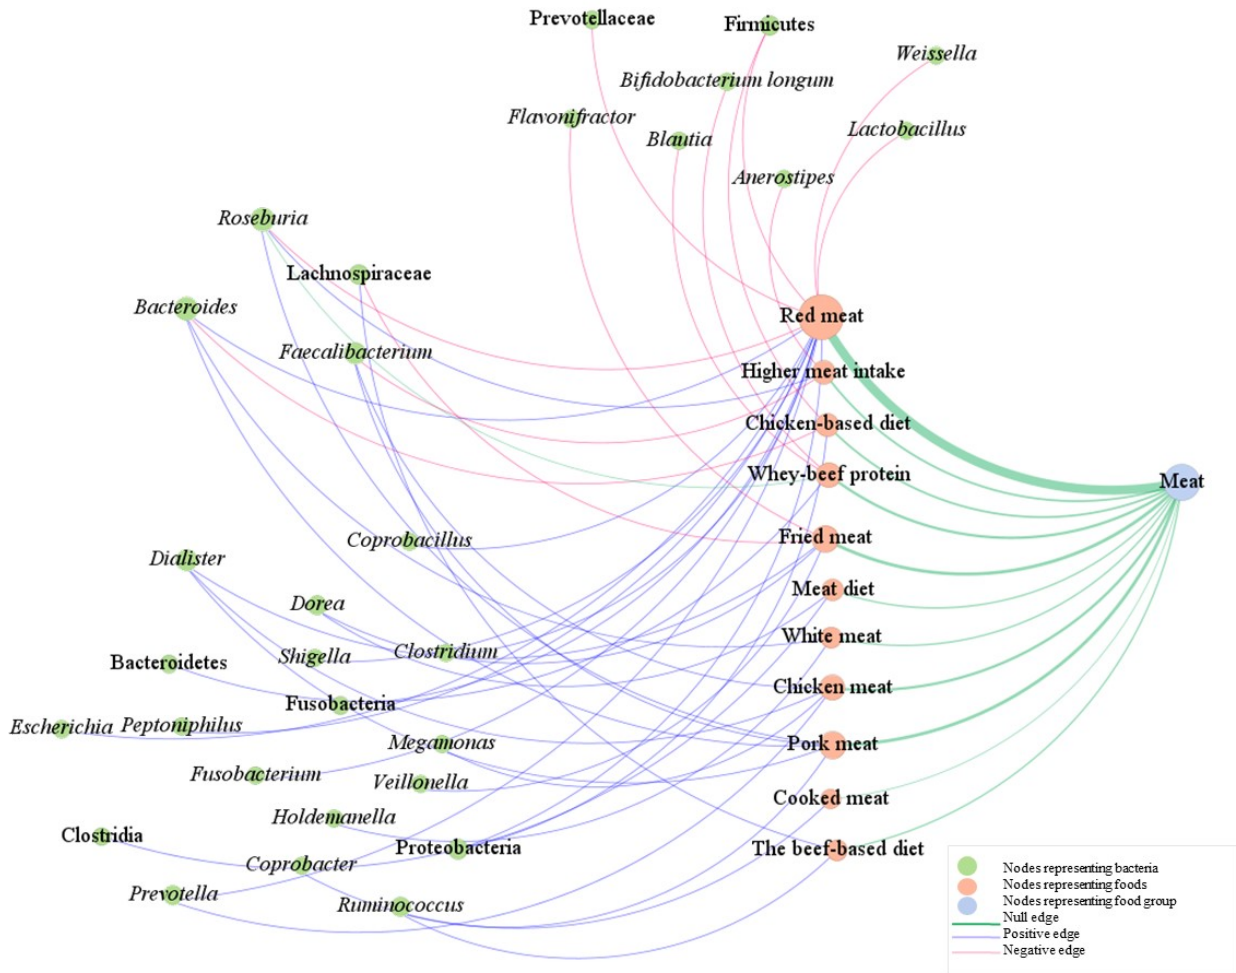 Prevotellaceae
Firmicutes
Weissella
Bifidobacterium longum
Flavonifractor
Lactobacillus
Blautia
Anerostipes
Roseburia
Lachnospiraceae
Bacteroides
Red meat
Faecalibacterium
Higher meat intake
Chicken-based diet
Whey-beef protein
Meat
Coprobacillus
Fried meat
Dialister
Meat diet
Dorea
White meat
Shigella
Clostridium
Bacteroidetes
Chicken meat
Fusobacteria
Escherichia
Peptoniphilus
Megamonas
Pork meat
Fusobacterium
Veillonella
Cooked meat
Holdemanella
Clostridia
Proteobacteria
The beef-based diet
Coprobacter
Prevotella
Ruminococcus
Nodes representing bacteria
Nodes representing foods
Nodes representing food group
Null edge
Positive edge
Negative edge